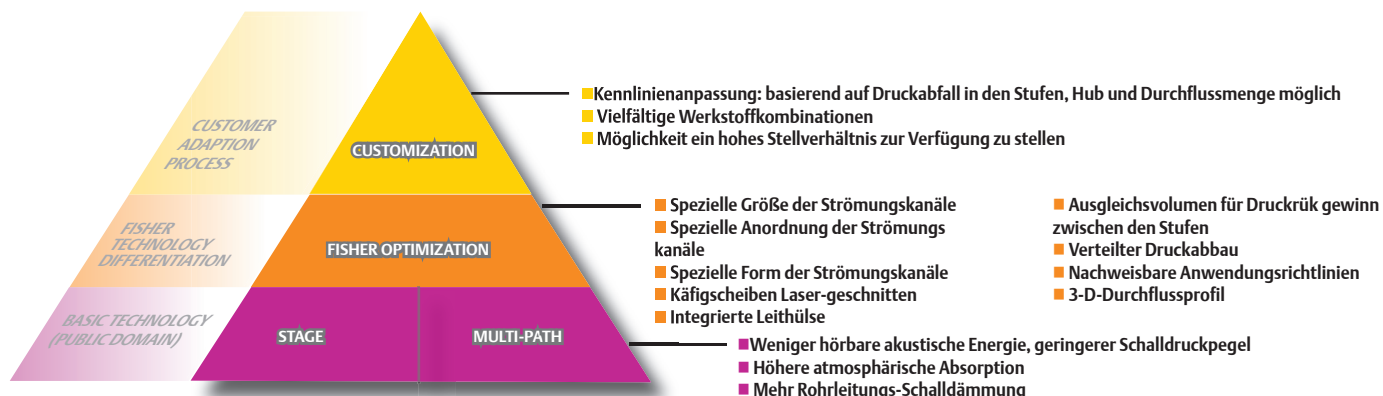 CUSTOMER
ADAPTION
PROCESS
CUSTOMIZATION
■ Kennlinienanpassung: basierend auf Druckabfall in den Stufen, Hub und Durchflussmenge möglich
■ Vielfältige Werkstoffkombinationen
■ Möglichkeit ein hohes Stellverhältnis zur Verfügung zu stellen
FISHER
TECHNOLOGY
DIFFERENTIATION
FISHER OPTIMIZATION
■ Spezielle Größe der Strömungskanäle
■ Spezielle Anordnung der Strömungs
kanäle
■ Spezielle Form der Strömungskanäle
■ Käfigscheiben Laser-geschnitten
■ Integrierte Leithülse
■ Ausgleichsvolumen für Druckrük gewinn
zwischen den Stufen
■ Verteilter Druckabbau
■ Nachweisbare Anwendungsrichtlinien
■ 3-D-Durchflussprofil
BASIC TECHNOLOGY
(PUBLIC DOMAIN)
STAGE
MULTI-PATH
■ Weniger hörbare akustische Energie, geringerer Schalldruckpegel
■ Höhere atmosphärische Absorption
■ Mehr Rohrleitungs-Schalldämmung